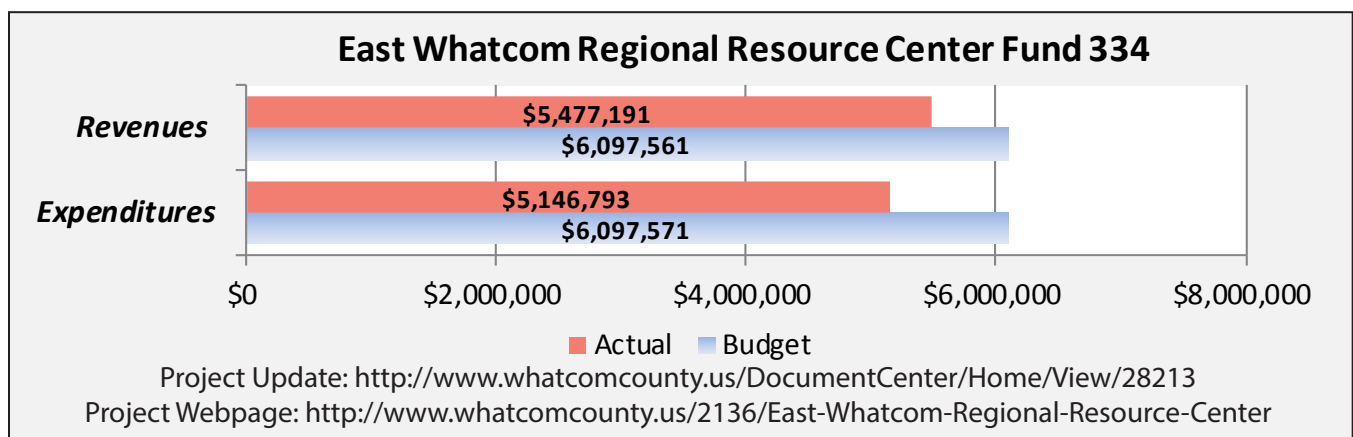 East Whatcom Regional Resource Center Fund 334
Revenues
$5,477,191
$6,097,561
Expenditures
$5,146,793
$6,097,571
$0 $2,000,000 $4,000,000 $6,000,000 $8,000,000
Actual Budget
Project Update: http://www.whatcomcounty.us/DocumentCenter/Home/View/28213
Project Webpage: http://www.whatcomcounty.us/2136/East-Whatcom-Regional-Resource-Center